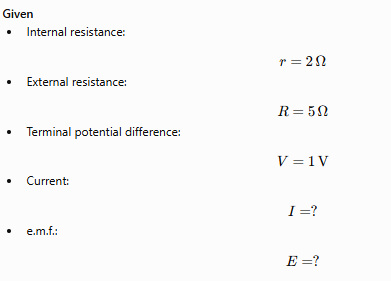 Given
• Internal resistance:
r = 2 Ω
• External resistance:
R = 5 Ω
• Terminal potential difference:
V = 1 V
• Current:
I =?
• e.m.f.:
E =?